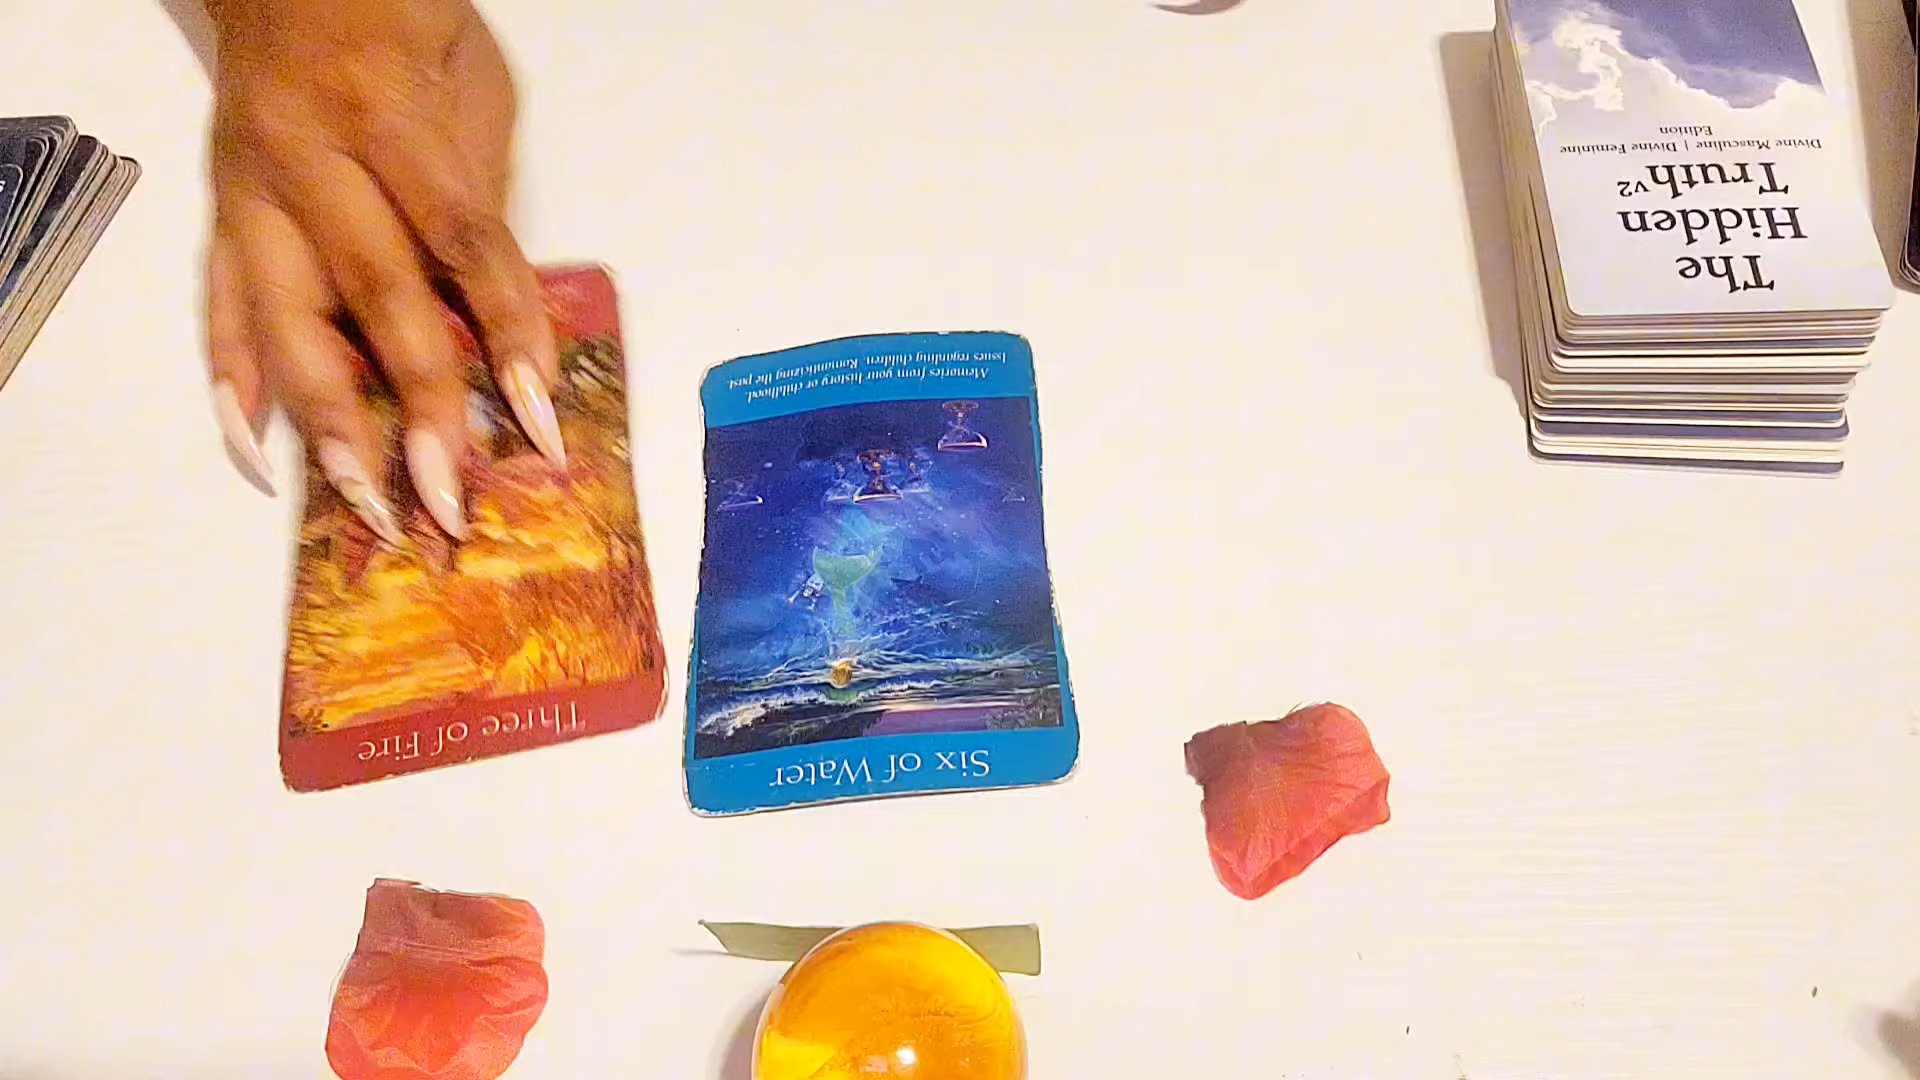 Three of Fire
Six of Water
Memories from your history or childhood.
Issues regarding children. Romanticizing the past.
The
Hidden
Truth v2
Divine Masculine | Divine Feminine
Edition